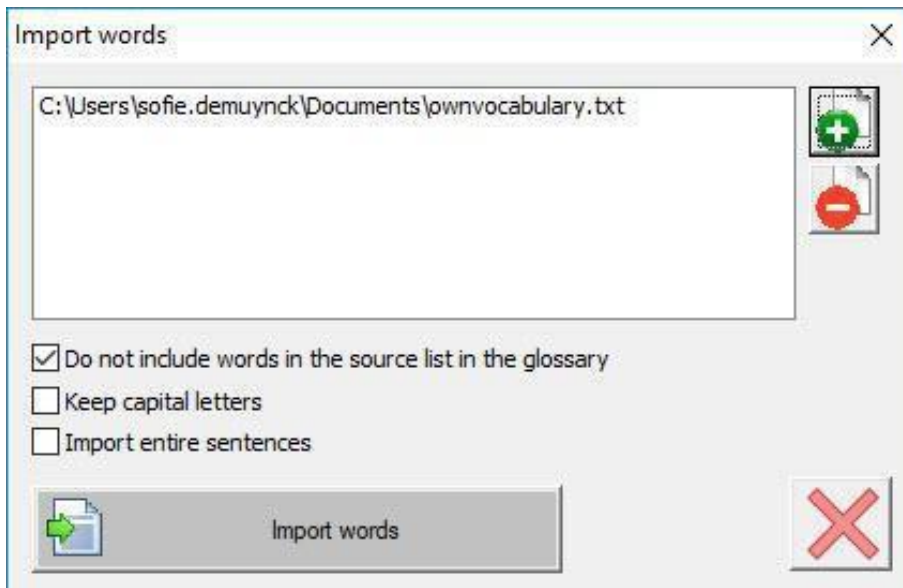 Import words
C:\Users\sofie.demuynck\Documents\ownvocabulary.txt
Do not include words in the source list in the glossary
Keep capital letters
Import entire sentences
Import words